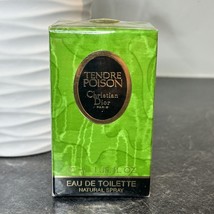 TENDRE
POISON
Christian
Dior
PARIS
EAU DE TOILETTE
NATURAL SPRAY